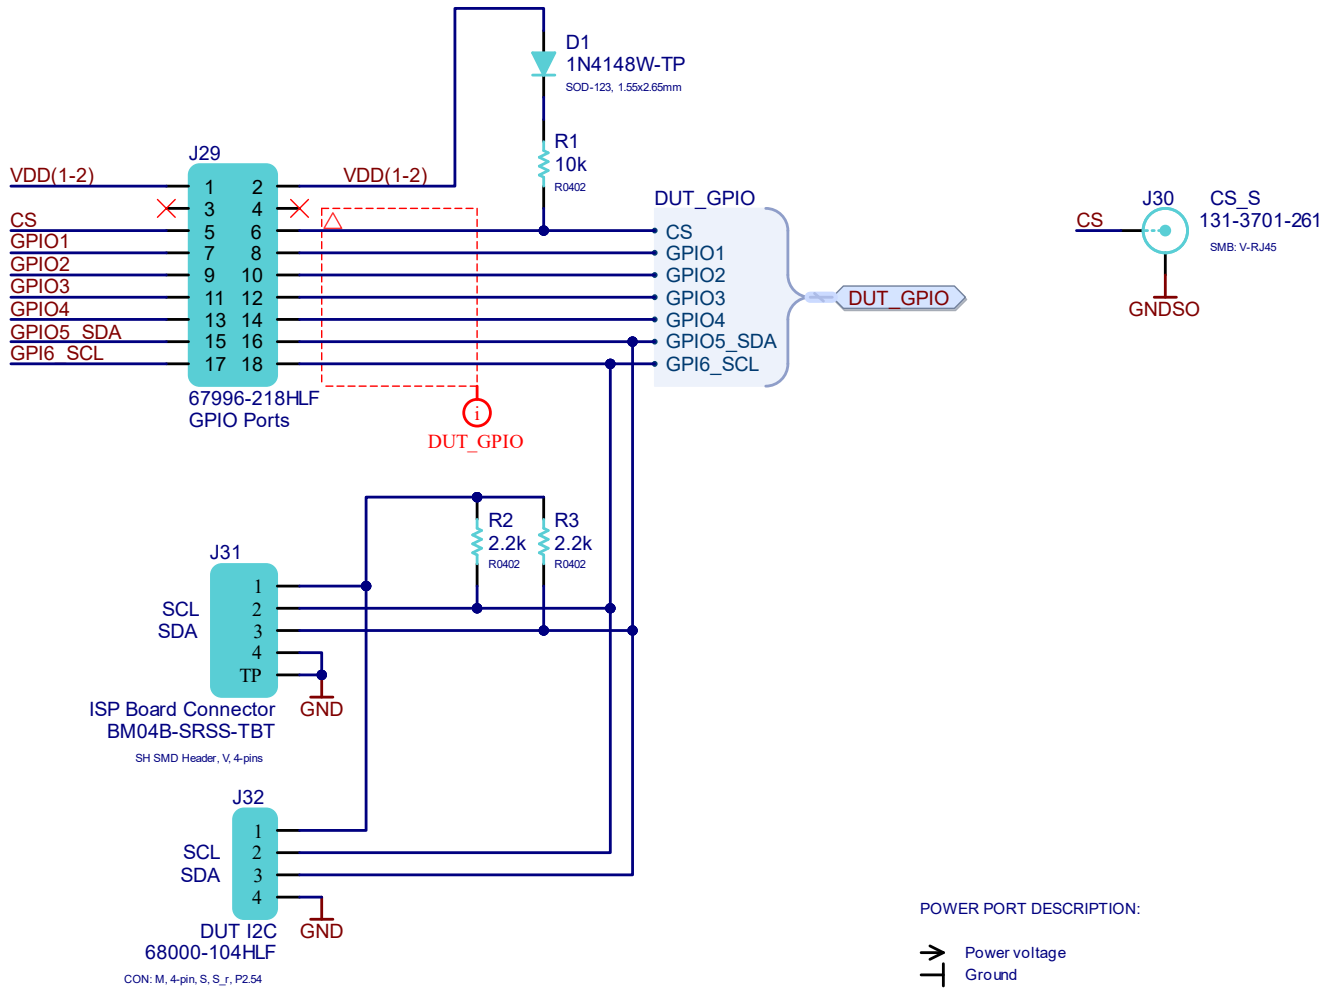 D1
1N4148W-TP
SOD-123, 1.55x2.65mm
R1
10k
R0402
J29
VDD(1-2)
1 2
VDD(1-2)
3 4
CS
5 6
GPIO1
7 8
GPIO2
9 10
GPIO3
11 12
GPIO4
13 14
GPIO5_SDA
15 16
GPI6_SCL
17 18
67996-218HLF
GPIO Ports
DUT_GPIO
CS
GPIO1
GPIO2
GPIO3
GPIO4
GPIO5_SDA
GPI6_SCL
DUT_GPIO
i
DUT_GPIO
J30
CS_S
131-3701-261
SMB: V-RJ45
CS
GNDSO
R2
2.2k
R0402
R3
2.2k
R0402
J31
1
SCL 2
SDA 3
4
TP
GND
ISP Board Connector
BM04B-SRSS-TBT
SH SMD Header, V, 4-pins
J32
1
SCL 2
SDA 3
4
GND
DUT I2C
68000-104HLF
CON: M, 4-pin, S, S_r, P2.54
POWER PORT DESCRIPTION:
Power voltage
Ground